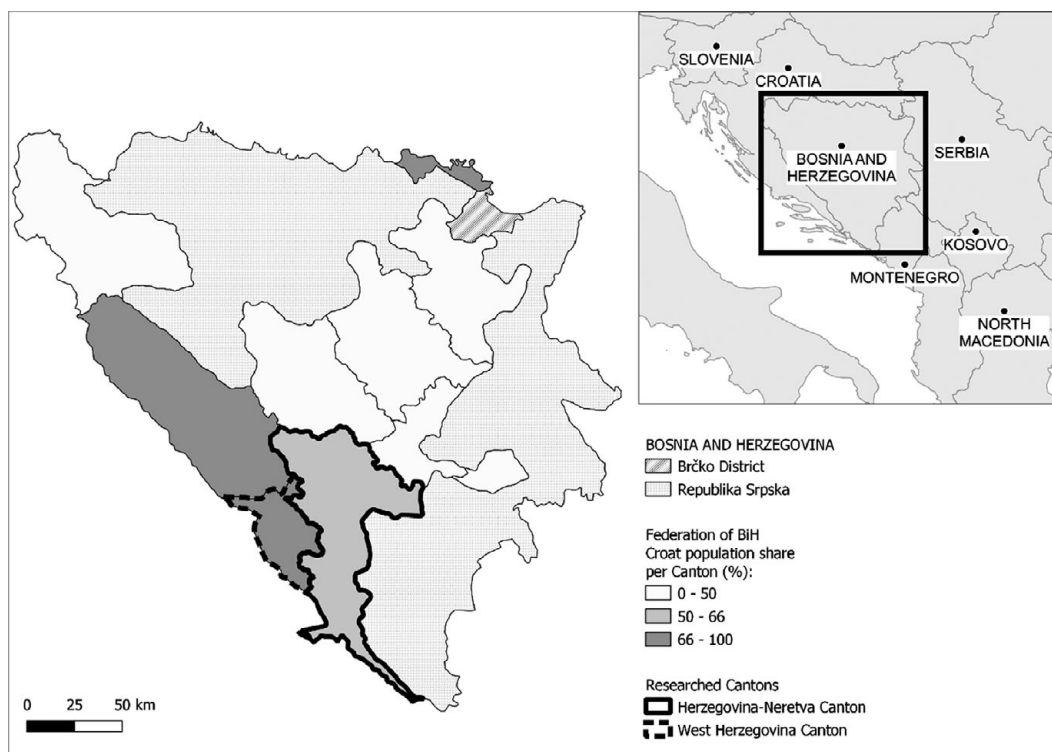 SLOVENIA
CROATIA
BOSNIA AND
HERZEGOVINA
SERBIA
KOSOVO
MONTENEGRO
NORTH
MACEDONIA
BOSNIA AND HERZEGOVINA
Brčko District
Republika Srpska
Federation of BiH
Croat population share
per Canton (%):
0 - 50
50 - 66
66 - 100
Researched Cantons
Herzegovina-Neretva Canton
West Herzegovina Canton
0 25 50 km